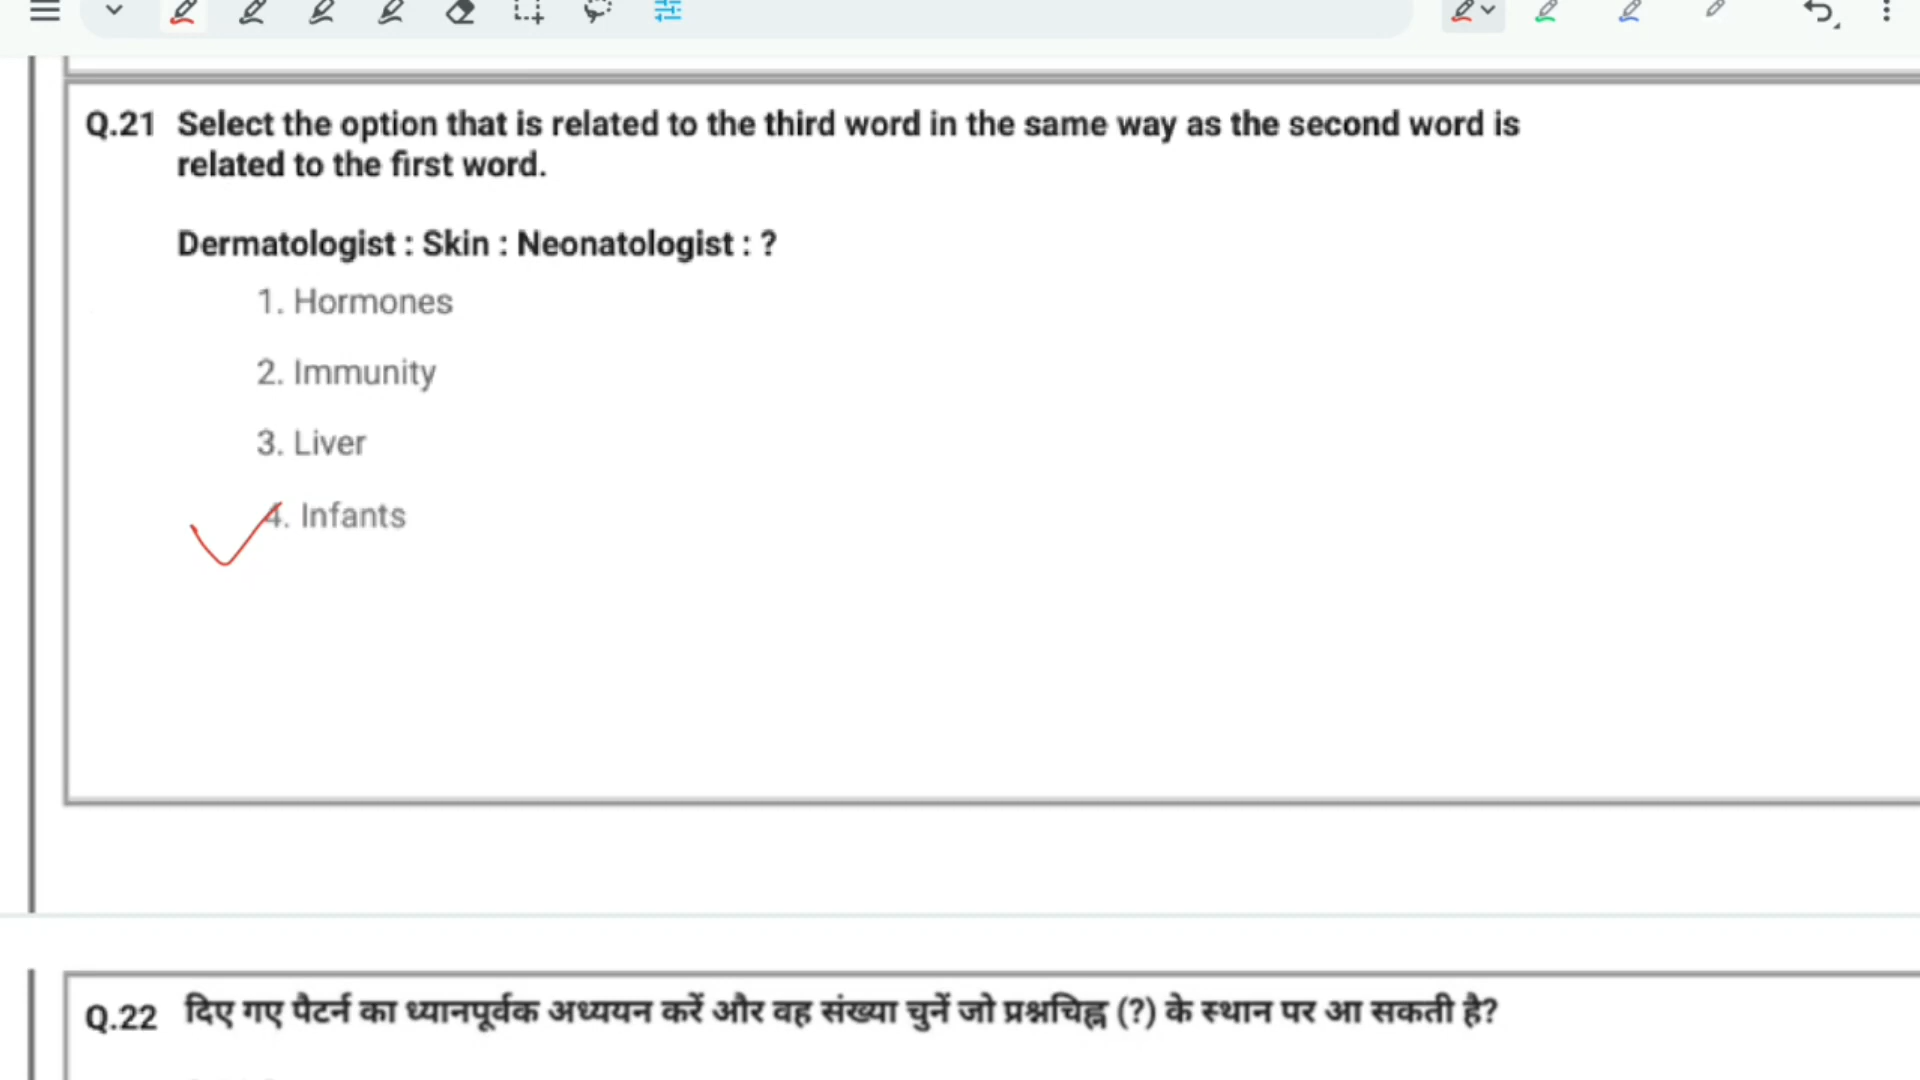 Q.21 Select the option that is related to the third word in the same way as the second word is
related to the first word.
Dermatologist : Skin : Neonatologist : ?
1. Hormones
2. Immunity
3. Liver
4. Infants
Q.22 दिए गए पैटर्न का ध्यानपूर्वक अध्ययन करें और वह संख्या चुनें जो प्रश्नचिह्न (?) के स्थान पर आ सकती है?